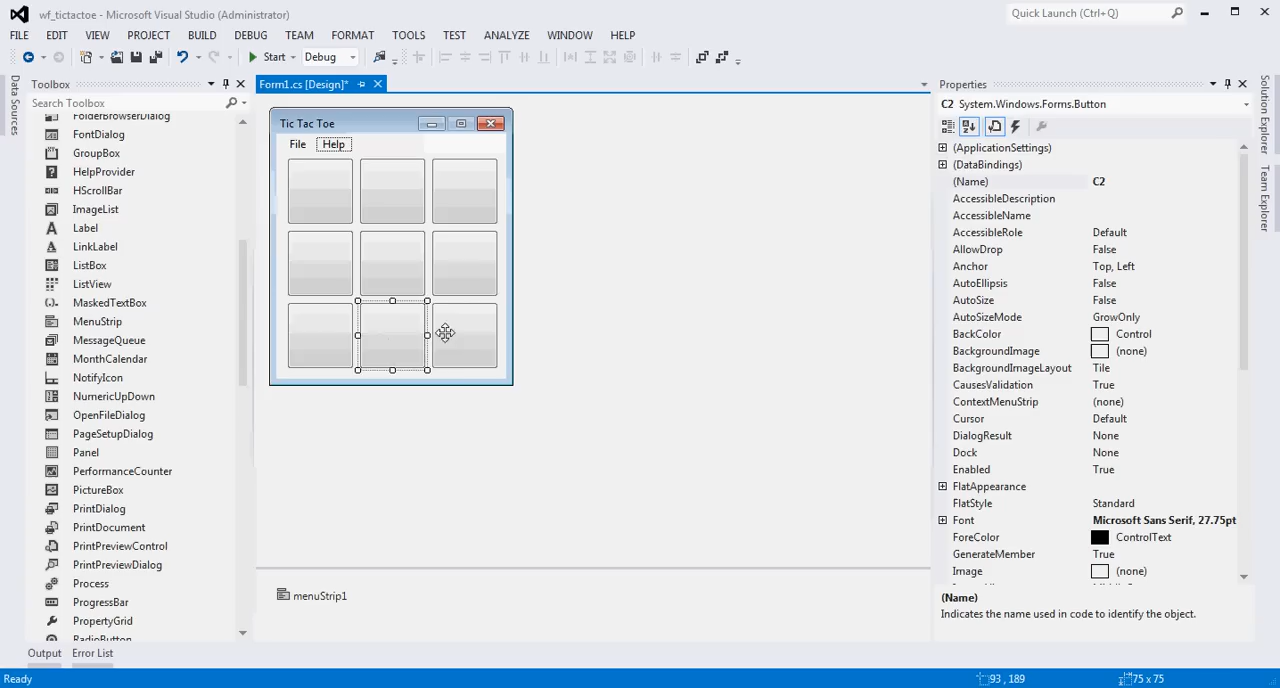 wf_tictactoe - Microsoft Visual Studio (Administrator)
Quick Launch (Ctrl+Q)
FILE EDIT VIEW PROJECT BUILD DEBUG TEAM FORMAT TOOLS TEST ANALYZE WINDOW HELP
Start Debug
Data Sources
Toolbox
Search Toolbox
FolderBrowserDialog
FontDialog
GroupBox
HelpProvider
HScrollBar
ImageList
Label
LinkLabel
ListBox
ListView
MaskedTextBox
MenuStrip
MessageQueue
MonthCalendar
NotifyIcon
NumericUpDown
OpenFileDialog
PageSetupDialog
Panel
PerformanceCounter
PictureBox
PrintDialog
PrintDocument
PrintPreviewControl
PrintPreviewDialog
Process
ProgressBar
PropertyGrid
RadioButton
Output Error List
Form1.cs [Design]*
Tic Tac Toe
File Help
menuStrip1
Properties
C2 System.Windows.Forms.Button
(ApplicationSettings)
(DataBindings)
(Name) C2
AccessibleDescription
AccessibleName
AccessibleRole Default
AllowDrop False
Anchor Top, Left
AutoEllipsis False
AutoSize False
AutoSizeMode GrowOnly
BackColor Control
BackgroundImage (none)
BackgroundImageLayout Tile
CausesValidation True
ContextMenuStrip (none)
Cursor Default
DialogResult None
Dock None
Enabled True
FlatAppearance
FlatStyle Standard
Font Microsoft Sans Serif, 27.75pt
ForeColor ControlText
GenerateMember True
Image (none)
(Name)
Indicates the name used in code to identify the object.
Solution Explorer
Team Explorer
Ready
93 , 189
75 x 75